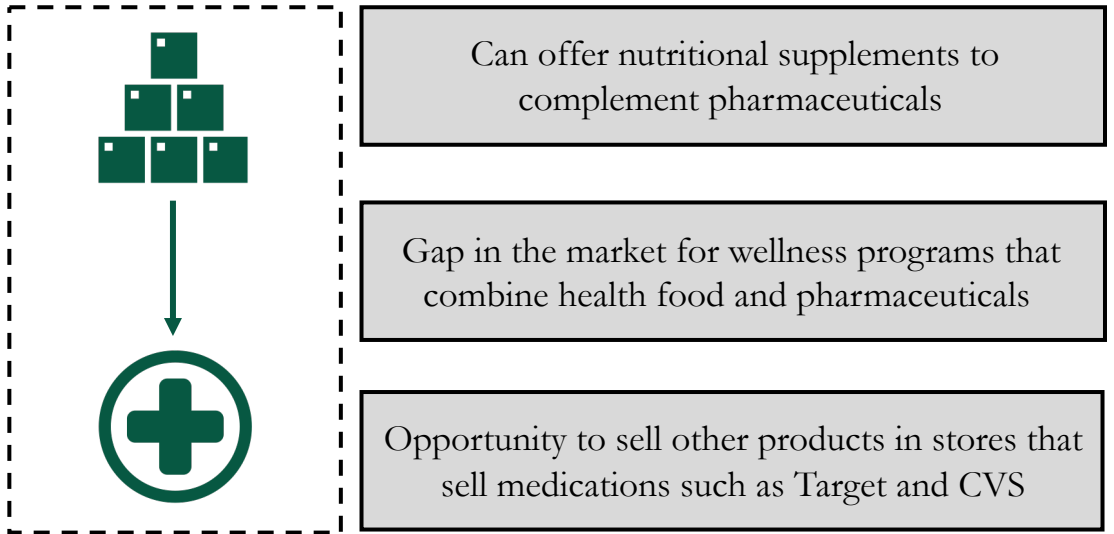 Can offer nutritional supplements to
complement pharmaceuticals
Gap in the market for wellness programs that
combine health food and pharmaceuticals
Opportunity to sell other products in stores that
sell medications such as Target and CVS